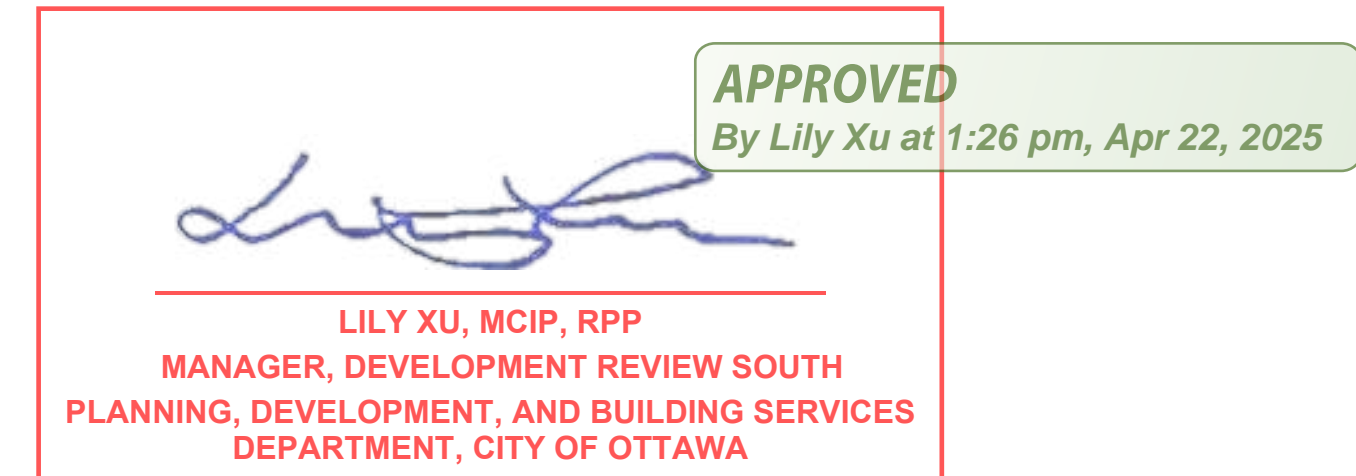 APPROVED
By Lily Xu at 1:26 pm, Apr 22, 2025
LILY XU, MCIP, RPP
MANAGER, DEVELOPMENT REVIEW SOUTH
PLANNING, DEVELOPMENT, AND BUILDING SERVICES
DEPARTMENT, CITY OF OTTAWA